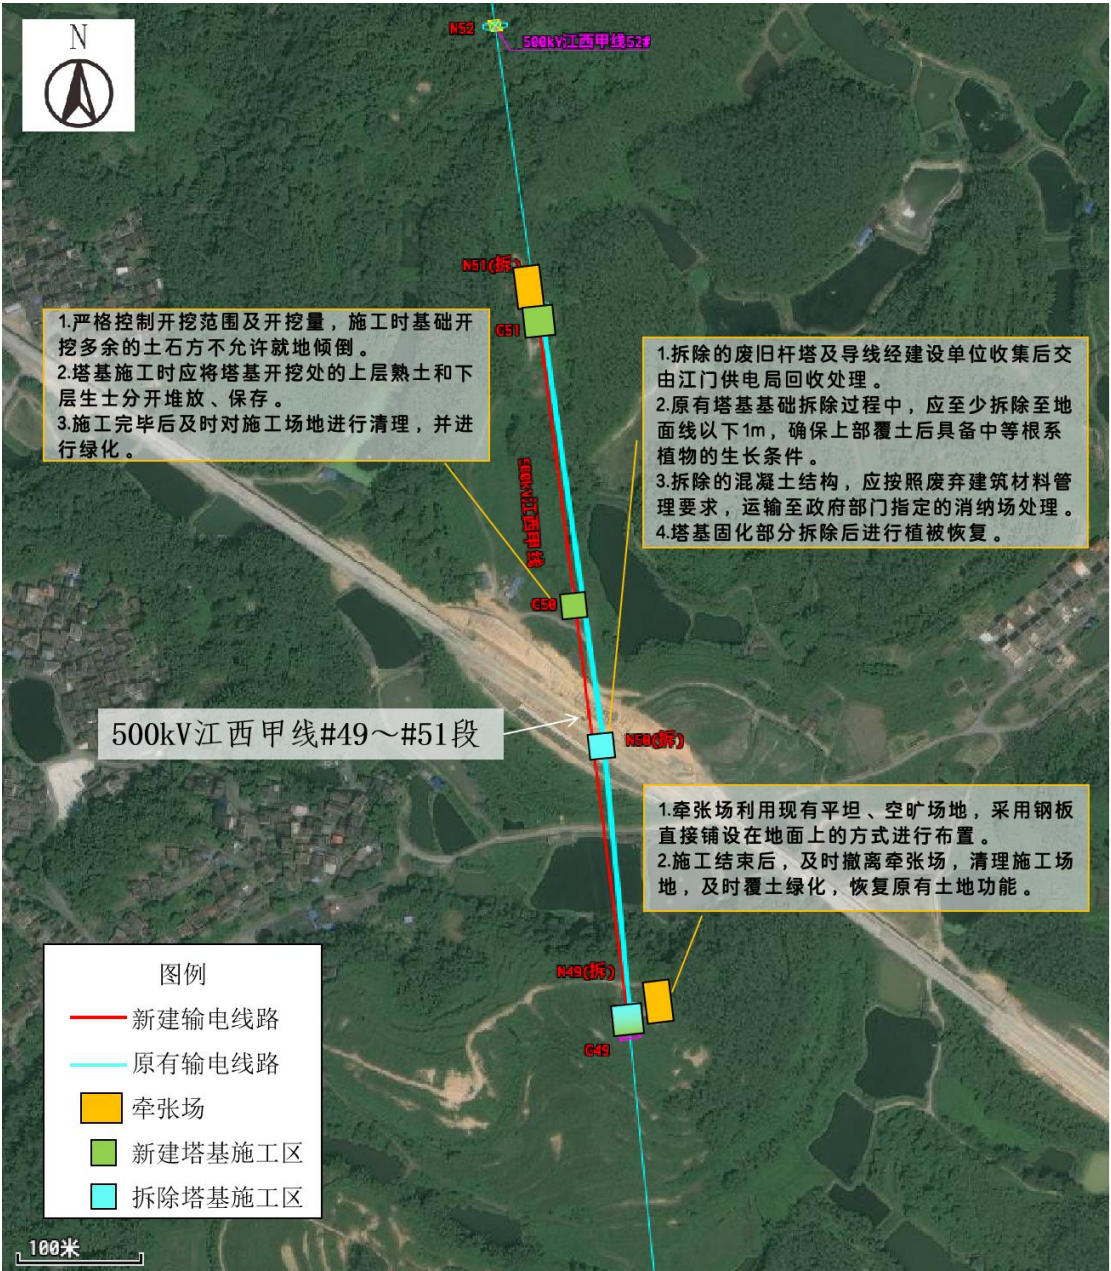 N
N52
500kV江西甲线52#
N51(拆)
C51
1.严格控制开挖范围及开挖量，施工时基础开
挖多余的土石方不允许就地倾倒。
2.塔基施工时应将塔基开挖处的上层熟土和下
层生土分开堆放、保存。
3.施工完毕后及时对施工场地进行清理，并进
行绿化。
1.拆除的废旧杆塔及导线经建设单位收集后交
由江门供电局回收处理。
2.原有塔基基础拆除过程中，应至少拆除至地
面线以下1m，确保上部覆土后具备中等根系
植物的生长条件。
3.拆除的混凝土结构，应按照废弃建筑材料管
理要求，运输至政府部门指定的消纳场处理。
4.塔基固化部分拆除后进行植被恢复。
500kV江西甲线
C50
500kV江西甲线#49～#51段
N50(拆)
1.牵张场利用现有平坦、空旷场地，采用钢板
直接铺设在地面上的方式进行布置。
2.施工结束后，及时撤离牵张场，清理施工场
地，及时覆土绿化，恢复原有土地功能。
N49(拆)
C49
图例
新建输电线路
原有输电线路
牵张场
新建塔基施工区
拆除塔基施工区
100米